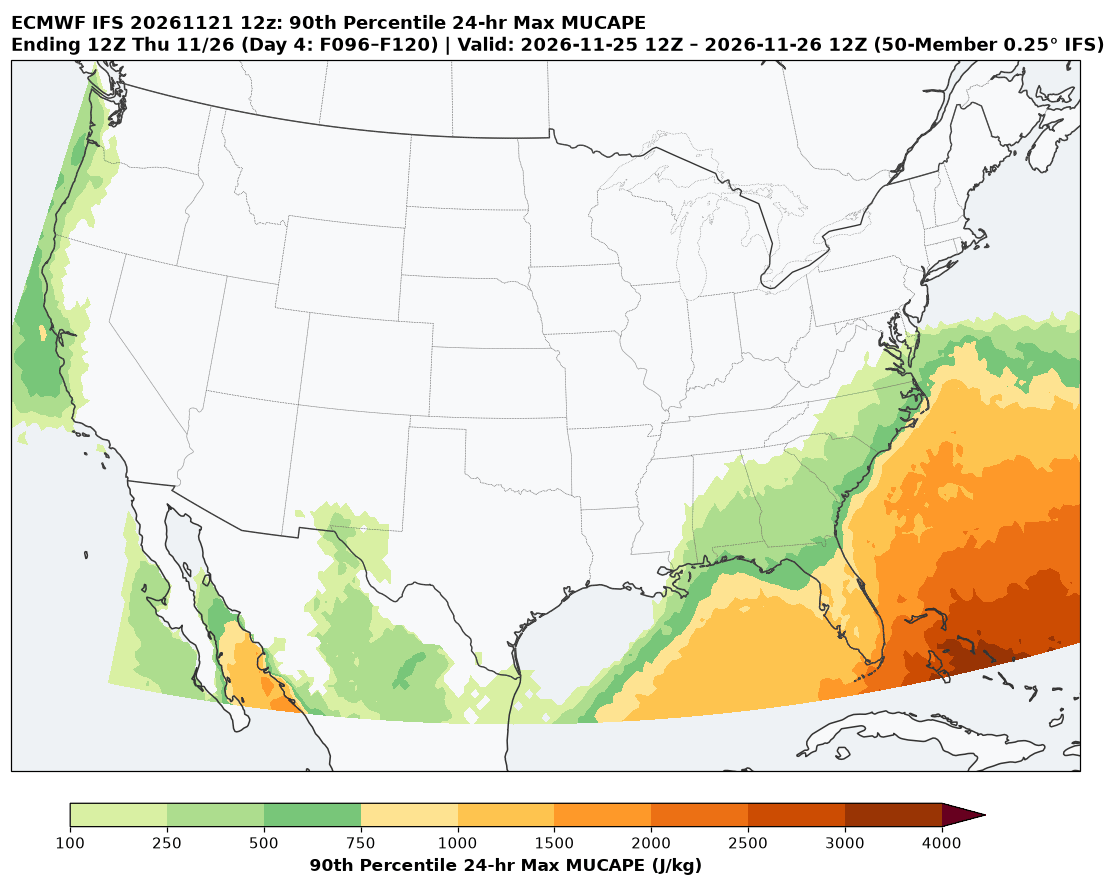 ECMWF IFS 20261121 12z: 90th Percentile 24-hr Max MUCAPE
Ending 12Z Thu 11/26 (Day 4: F096–F120) | Valid: 2026-11-25 12Z – 2026-11-26 12Z (50-Member 0.25° IFS)
100 250 500 750 1000 1500 2000 2500 3000 4000
90th Percentile 24-hr Max MUCAPE (J/kg)